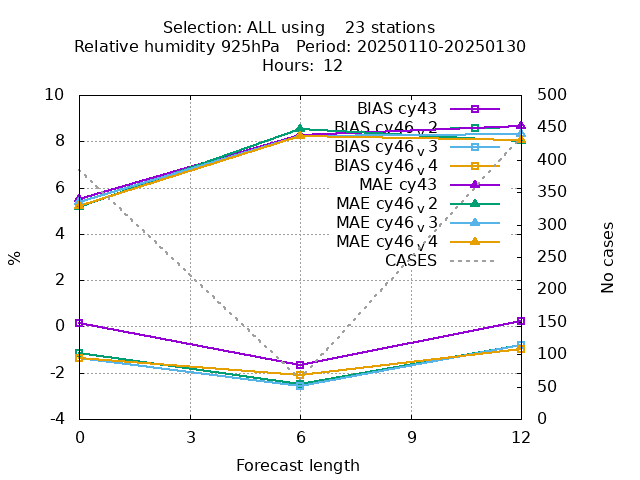 Selection: ALL using 23 stations
Relative humidity 925hPa Period: 20250110-20250130
Hours: 12
10
8
6
4
2
0
-2
-4
%
500
450
400
350
300
250
200
150
100
50
0
No cases
BIAS cy43
BIAS cy46_v2
BIAS cy46_v3
BIAS cy46_v4
MAE cy43
MAE cy46_v2
MAE cy46_v3
MAE cy46_v4
CASES
0 3 6 9 12
Forecast length